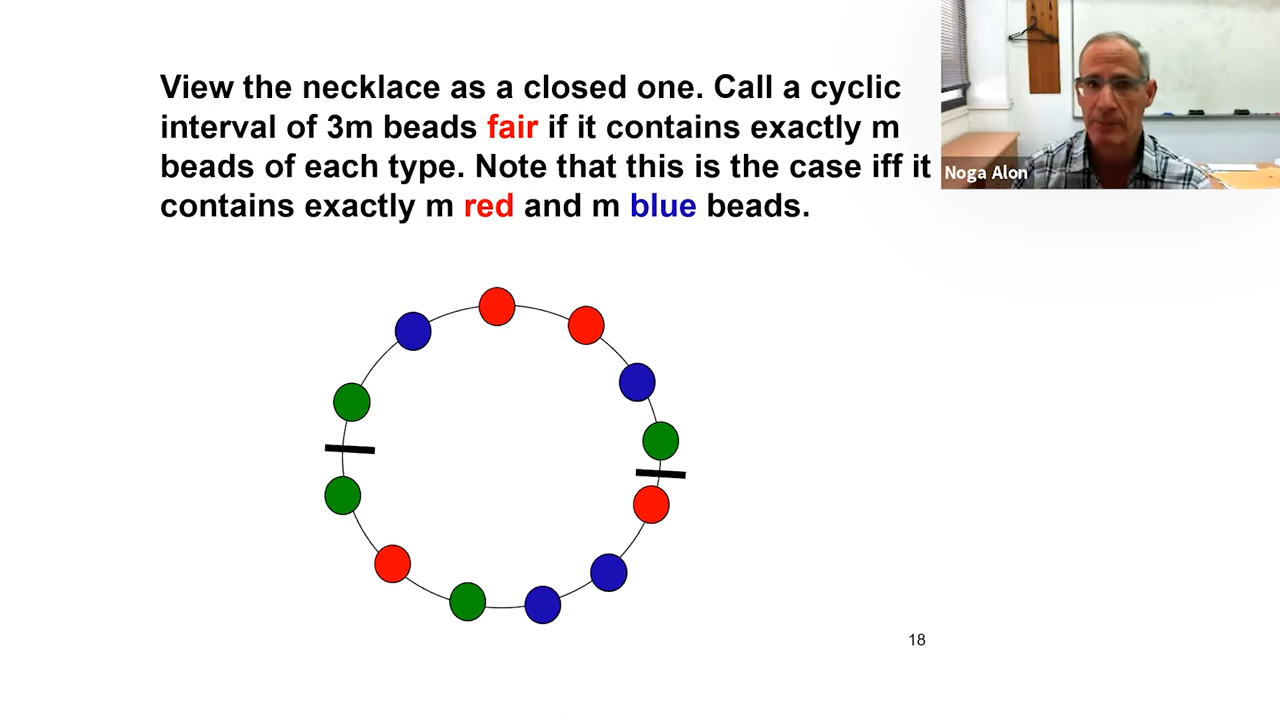 View the necklace as a closed one. Call a cyclic
interval of 3m beads fair if it contains exactly m
beads of each type. Note that this is the case iff it
contains exactly m red and m blue beads.
Noga Alon
18